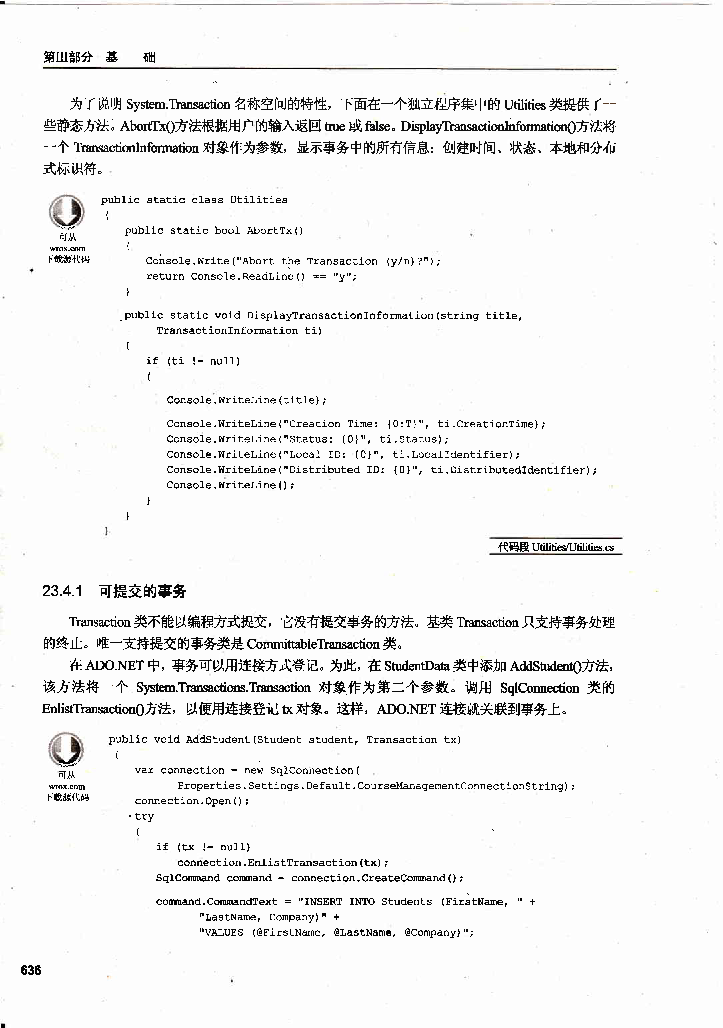 第III部分 基 础
为了说明 System.Transaction 名称空间的特性，下面在一个独立程序集中的 Utilities 类提供了一
些静态方法。AbortTx()方法根据用户的输入返回 true 或 false。DisplayTransactionInformation()方法将
一个 TransactionInformation 对象作为参数，显示事务中的所有信息：创建时间、状态、本地和分布
式标识符。
可从
wrox.com
下载源代码
public static class Utilities
{
public static bool AbortTx()
{
Console.Write("Abort the Transaction (y/n)?");
return Console.ReadLine() == "y";
}
public static void DisplayTransactionInformation(string title,
TransactionInformation ti)
{
if (ti != null)
{
Console.WriteLine(title);
Console.WriteLine("Creation Time: {0:T}", ti.CreationTime);
Console.WriteLine("Status: {0}", ti.Status);
Console.WriteLine("Local ID: {0}", ti.LocalIdentifier);
Console.WriteLine("Distributed ID: {0}", ti.DistributedIdentifier);
Console.WriteLine();
}
}
}
代码段 Utilities/Utilities.cs
23.4.1 可提交的事务
Transaction 类不能以编程方式提交，它没有提交事务的方法。基类 Transaction 只支持事务处理
的终止。唯一支持提交的事务类是 CommittableTransaction 类。
在 ADO.NET 中，事务可以用连接方式登记。为此，在 StudentData 类中添加 AddStudent()方法，
该方法将一个 System.Transactions.Transaction 对象作为第二个参数。调用 SqlConnection 类的
EnlistTransaction()方法，以便用连接登记 tx 对象。这样，ADO.NET 连接就关联到事务上。
可从
wrox.com
下载源代码
public void AddStudent(Student student, Transaction tx)
{
var connection = new SqlConnection(
Properties.Settings.Default.CourseManagementConnectionString);
connection.Open();
try
{
if (tx != null)
connection.EnlistTransaction(tx);
SqlCommand command = connection.CreateCommand();
command.CommandText = "INSERT INTO Students (FirstName, " +
"LastName, Company)" +
"VALUES (@FirstName, @LastName, @Company)";
636